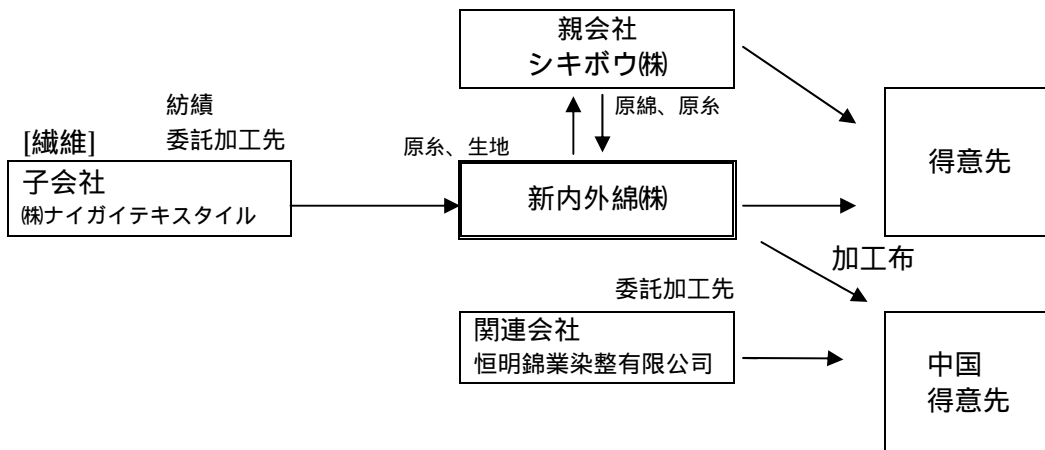 親会社
シキボウ㈱
紡績
委託加工先
[繊維]
原糸、生地
原綿、原糸
子会社
㈱ナイガイテキスタイル
新内外綿㈱
得意先
加工布
委託加工先
関連会社
恒明錦業染整有限公司
中国
得意先